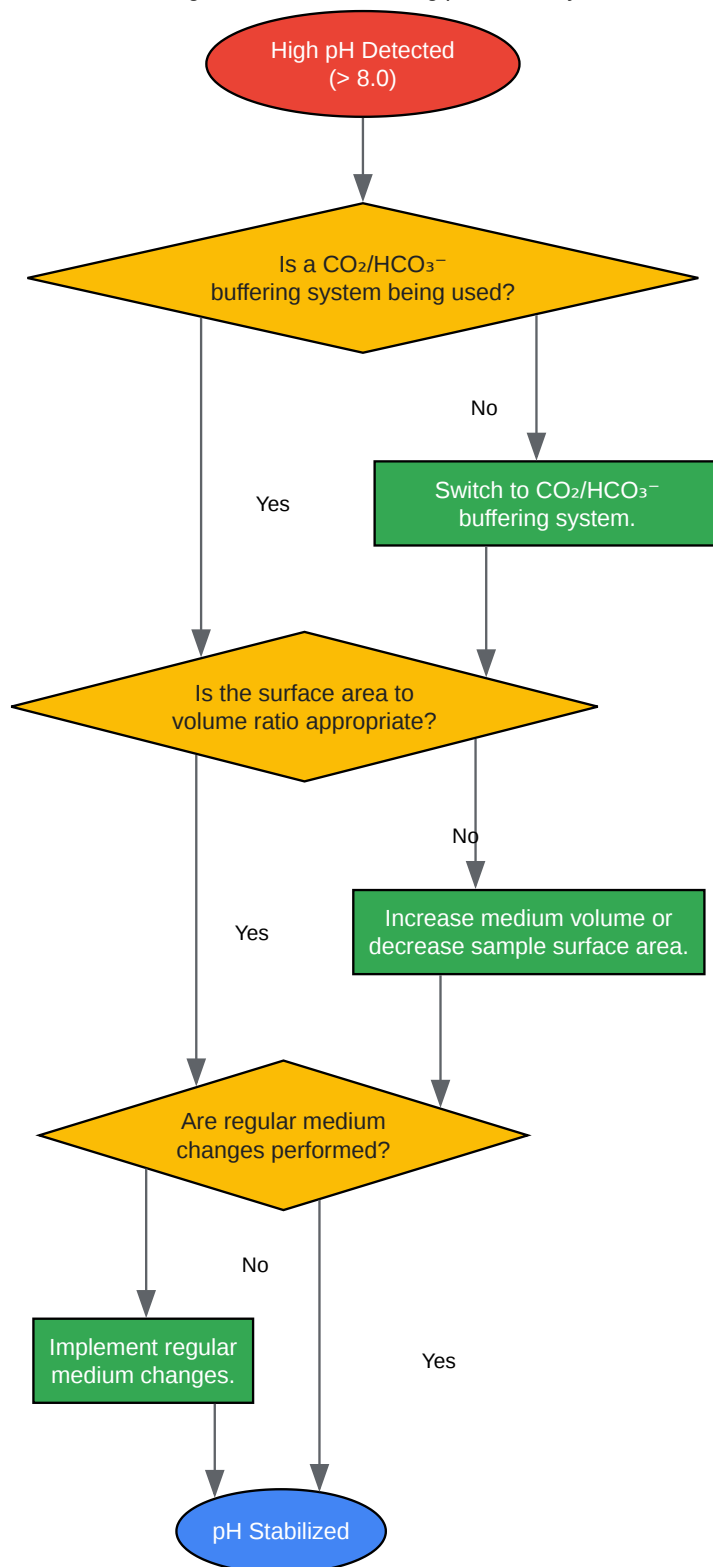 High pH Detected
(> 8.0)
Is a CO₂/HCO₃⁻
buffering system being used?
No
Switch to CO₂/HCO₃⁻
buffering system.
Yes
Is the surface area to
volume ratio appropriate?
No
Increase medium volume or
decrease sample surface area.
Yes
Are regular medium
changes performed?
No
Implement regular
medium changes.
Yes
pH Stabilized